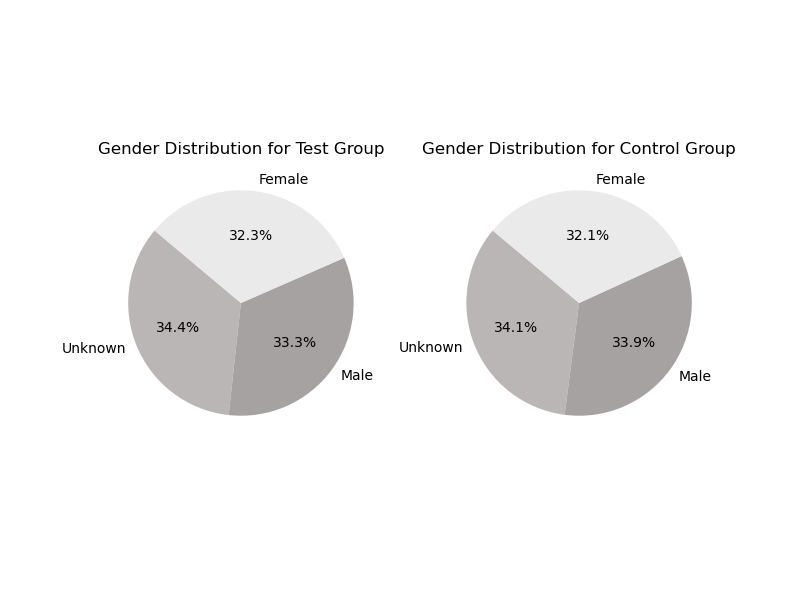 Gender Distribution for Test Group
Female
32.3%
34.4%
Unknown
33.3%
Male
Gender Distribution for Control Group
Female
32.1%
34.1%
Unknown
33.9%
Male